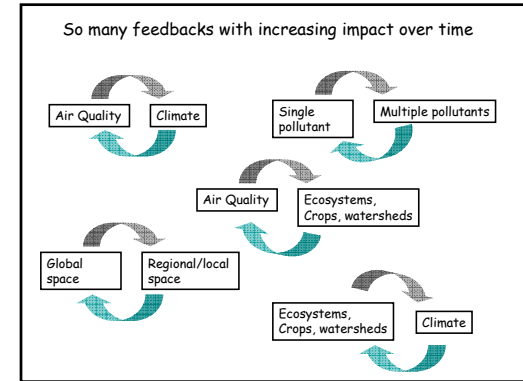 So many feedbacks with increasing impact over time
Air Quality
Climate
Single
pollutant
Multiple pollutants
Air Quality
Ecosystems,
Crops, watersheds
Global
space
Regional/local
space
Ecosystems,
Crops, watersheds
Climate